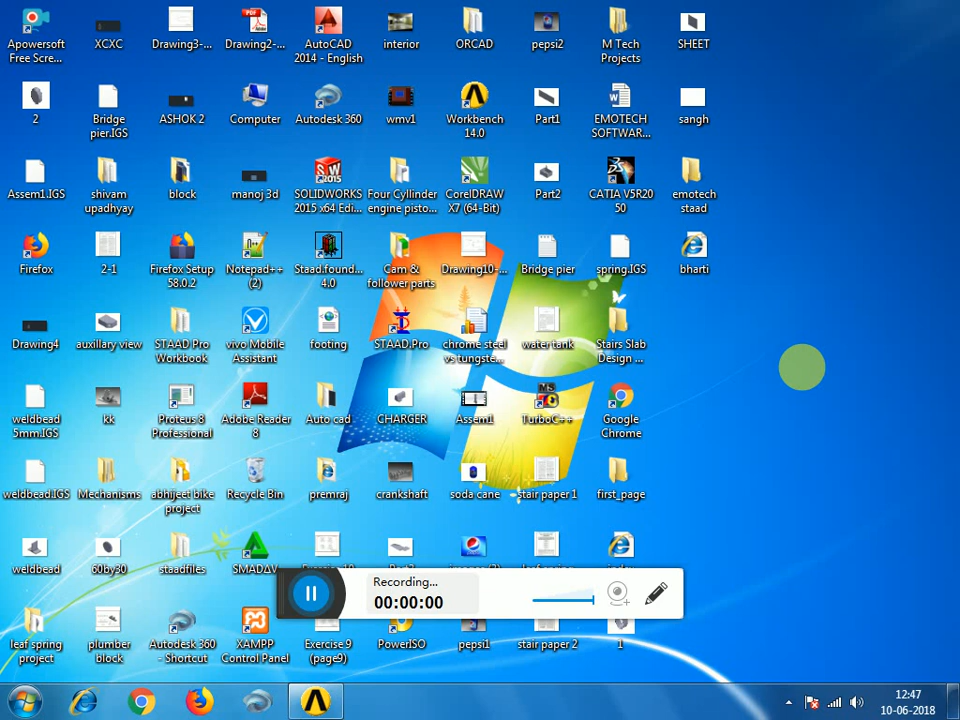 Apowersoft
Free Scre...
XCXC
Drawing3-...
Drawing2-...
AutoCAD
2014 - English
interior
ORCAD
pepsi2
M Tech
Projects
SHEET
2
Bridge
pier.IGS
ASHOK 2
Computer
Autodesk 360
wmv1
Workbench
14.0
Part1
EMOTECH
SOFTWAR...
sangh
Assem1.IGS
shivam
upadhyay
block
manoj 3d
SOLIDWORKS
2015 x64 Edi...
Four Cyllinder
engine pisto...
CorelDRAW
X7 (64-Bit)
Part2
CATIA V5R20
50
emotech
staad
Firefox
2-1
Firefox Setup
58.0.2
Notepad++
(2)
Staad.found...
4.0
Cam &
follower parts
Drawing10-...
Bridge pier
spring.IGS
bharti
Drawing4
auxillary view
STAAD.Pro
Workbook
vivo Mobile
Assistant
footing
STAAD.Pro
chrome steel
vs tungste...
water tank
Stairs Slab
Design ...
weldbead
5mm.IGS
kk
Proteus 8
Professional
Adobe Reader
8
Auto cad
CHARGER
Assem1
TurboC++
Google
Chrome
weldbead.IGS
Mechanisms
abhijeet bike
project
Recycle Bin
premraj
crankshaft
soda cane
stair paper 1
first_page
weldbead
60by30
staadfiles
SMADΔV
Recording...
00:00:00
leaf spring
project
plumber
block
Autodesk 360
- Shortcut
XAMPP
Control Panel
Exercise 9
(page9)
PowerISO
pepsi1
stair paper 2
1
12:47
10-06-2018